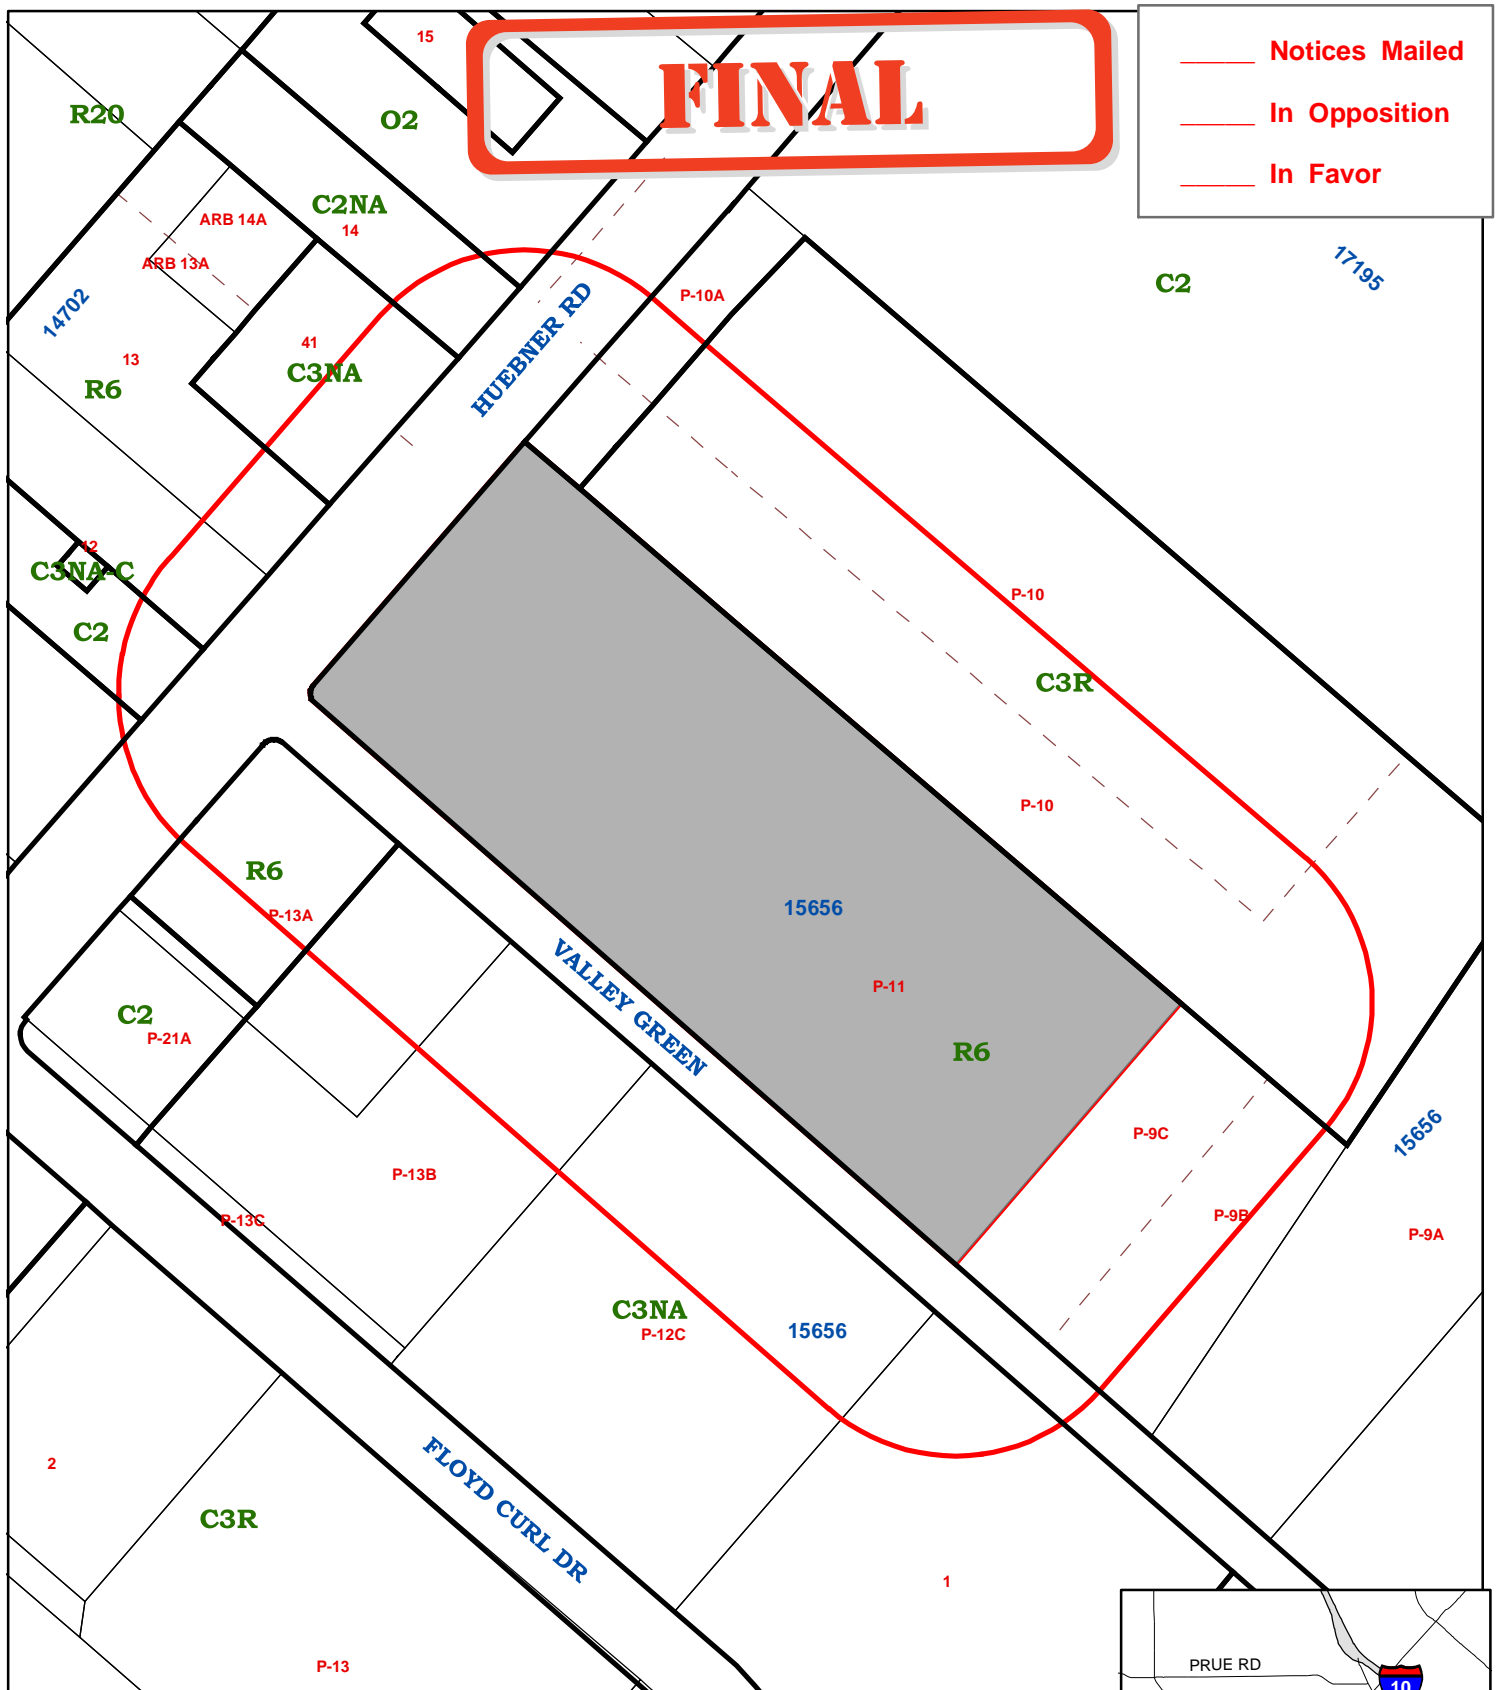 15
FINAL
_____ Notices Mailed
_____ In Opposition
_____ In Favor
R20
O2
C2NA
14
ARB 14A
ARB 13A
14702
13
R6
41
C3NA
HUEBNER RD
P-10A
C2
17195
12
C3NA-C
C2
P-10
C3R
P-10
R6
P-13A
15656
P-11
VALLEY GREEN
C2
P-21A
R6
P-9C
15656
P-13B
P-13C
P-9B
P-9A
C3NA
P-12C
15656
2
C3R
FLOYD CURL DR
1
P-13
PRUE RD
10